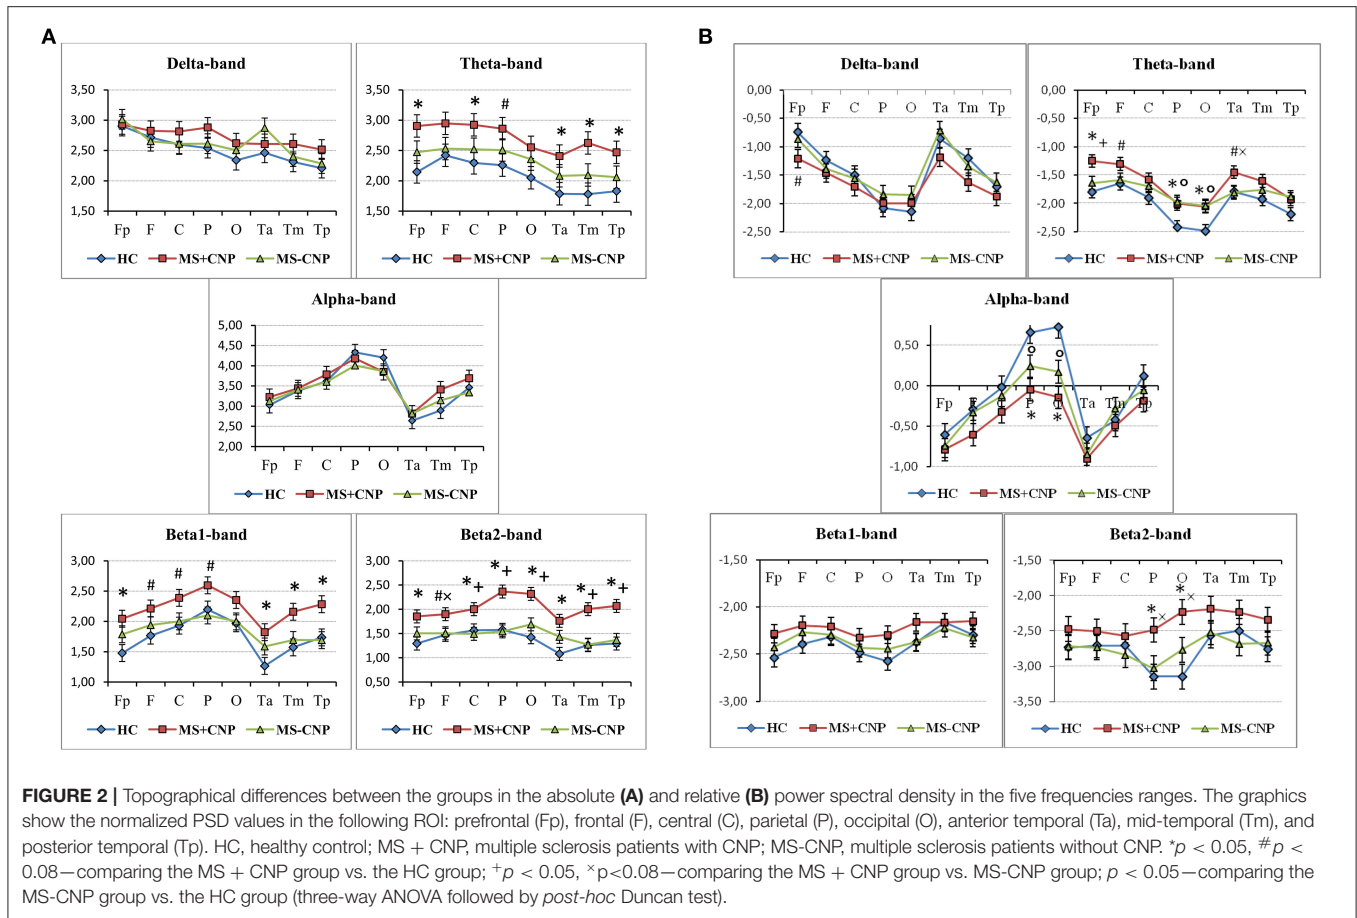 A
B
Delta-band
3,50
3,00
2,50
2,00
1,50
Fp F C P O Ta Tm Tp
HC MS+CNP MS-CNP
Theta-band
3,50
3,00
2,50
2,00
1,50
* * # * * *
Fp F C P O Ta Tm Tp
HC MS+CNP MS-CNP
Alpha-band
5,00
4,50
4,00
3,50
3,00
2,50
2,00
Fp F C P O Ta Tm Tp
HC MS+CNP MS-CNP
Beta1-band
3,00
2,50
2,00
1,50
1,00
* # # # * * *
Fp F C P O Ta Tm Tp
HC MS+CNP MS-CNP
Beta2-band
3,00
2,50
2,00
1,50
1,00
0,50
* #× *+ *+ *+ * *+ *+
Fp F C P O Ta Tm Tp
HC MS+CNP MS-CNP
Delta-band
0,00
-0,50
-1,00
-1,50
-2,00
-2,50
Fp F C P O Ta Tm Tp
#
HC MS+CNP MS-CNP
Theta-band
0,00
-0,50
-1,00
-1,50
-2,00
-2,50
Fp F C P O Ta Tm Tp
*+ # *o *o #×
HC MS+CNP MS-CNP
Alpha-band
0,50
0,00
-0,50
-1,00
o o
Fp Ta Tm
* *
HC MS+CNP MS-CNP
Beta1-band
-1,50
-2,00
-2,50
-3,00
Fp F C P O Ta Tm Tp
HC MS+CNP MS-CNP
Beta2-band
-1,50
-2,00
-2,50
-3,00
-3,50
Fp F C P O Ta Tm Tp
*× *×
HC MS+CNP MS-CNP
FIGURE 2 | Topographical differences between the groups in the absolute (A) and relative (B) power spectral density in the five frequencies ranges. The graphics
show the normalized PSD values in the following ROI: prefrontal (Fp), frontal (F), central (C), parietal (P), occipital (O), anterior temporal (Ta), mid-temporal (Tm), and
posterior temporal (Tp). HC, healthy control; MS + CNP, multiple sclerosis patients with CNP; MS-CNP, multiple sclerosis patients without CNP. *p < 0.05, #p <
0.08—comparing the MS + CNP group vs. the HC group; +p < 0.05, ×p<0.08—comparing the MS + CNP group vs. MS-CNP group; p < 0.05—comparing the
MS-CNP group vs. the HC group (three-way ANOVA followed by post-hoc Duncan test).